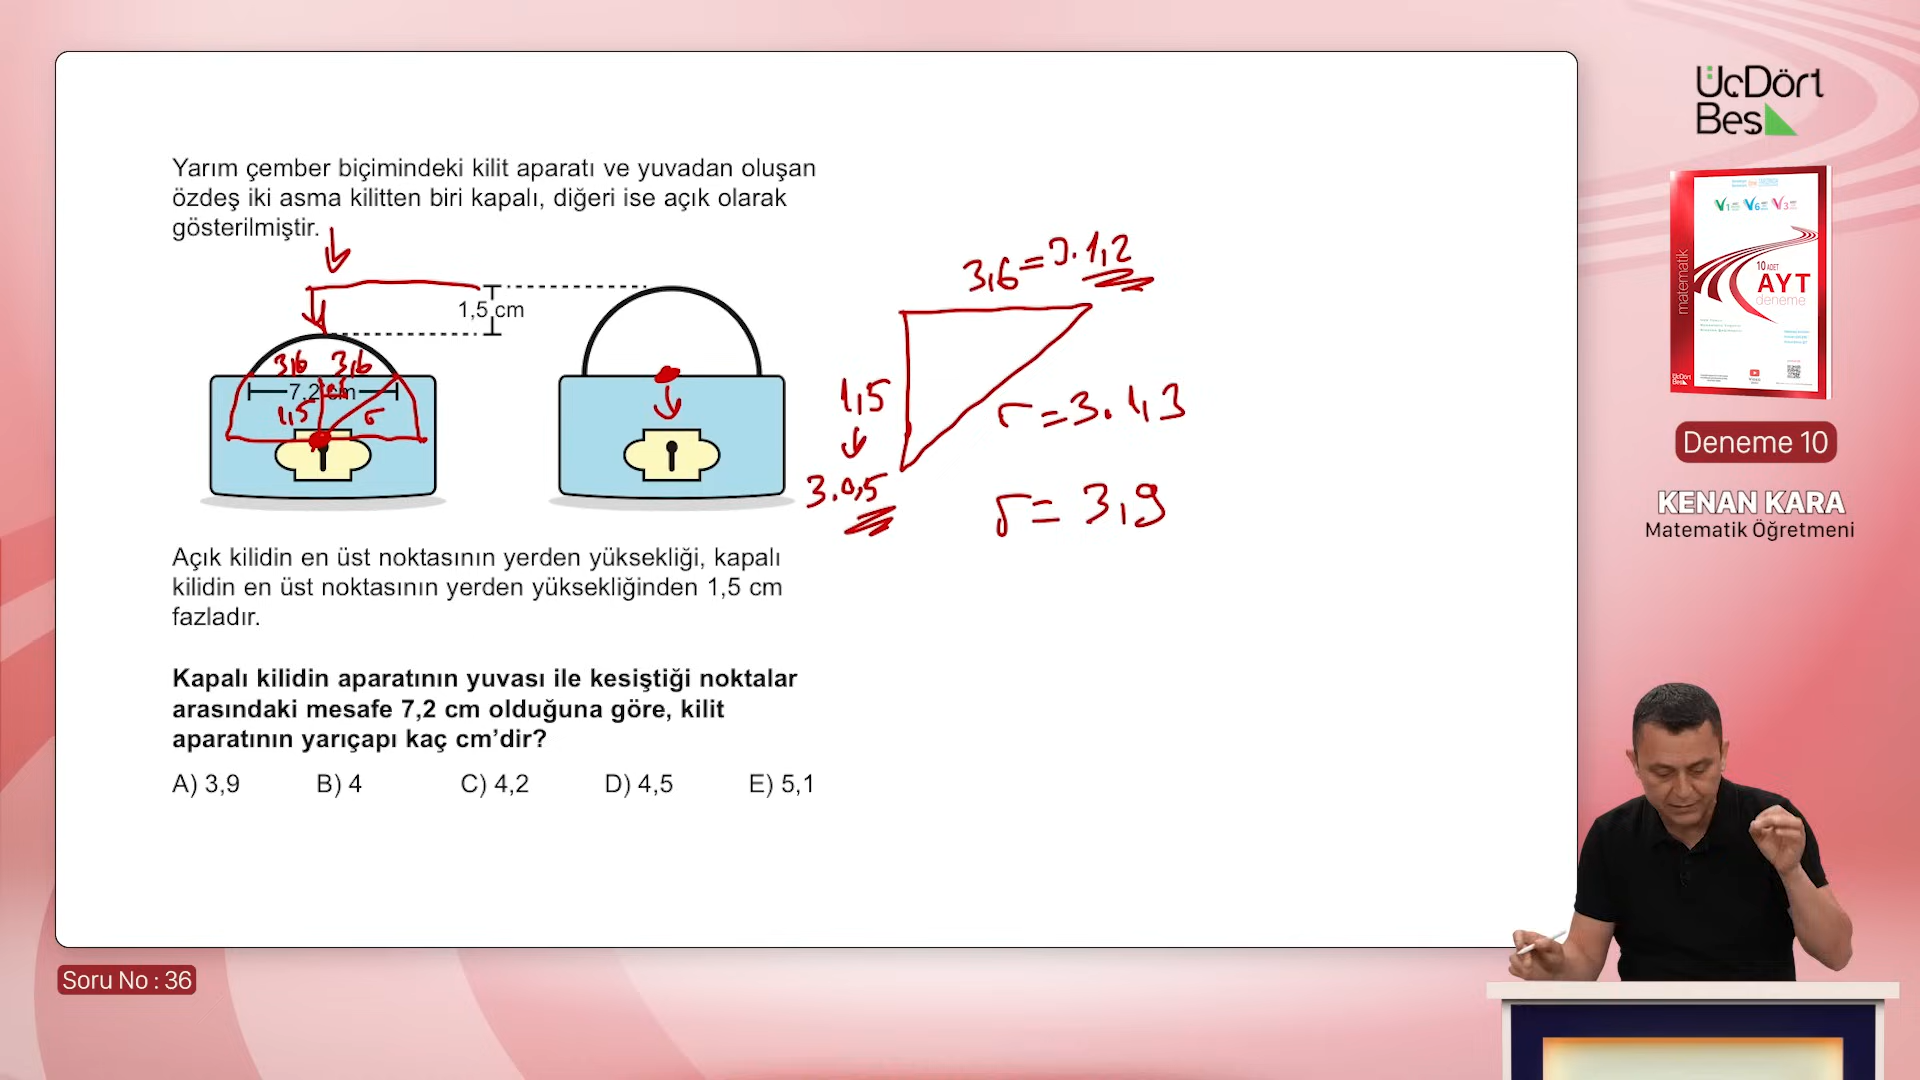 Yarım çember biçimindeki kilit aparatı ve yuvadan oluşan
özdeş iki asma kilitten biri kapalı, diğeri ise açık olarak
gösterilmiştir.
1,5 cm
3,6 3,6
7,2 cm
1,5 r
3,6 = 3.1,2
1,5
3.0,5
r = 3.1,3
r = 3,9
Açık kilidin en üst noktasının yerden yüksekliği, kapalı
kilidin en üst noktasının yerden yüksekliğinden 1,5 cm
fazladır.
Kapalı kilidin aparatının yuvası ile kesiştiği noktalar
arasındaki mesafe 7,2 cm olduğuna göre, kilit
aparatının yarıçapı kaç cm’dir?
A) 3,9 B) 4 C) 4,2 D) 4,5 E) 5,1
Soru No : 36
ÜçDört
Beş
matematik
10 ADET
AYT
deneme
Deneme 10
KENAN KARA
Matematik Öğretmeni